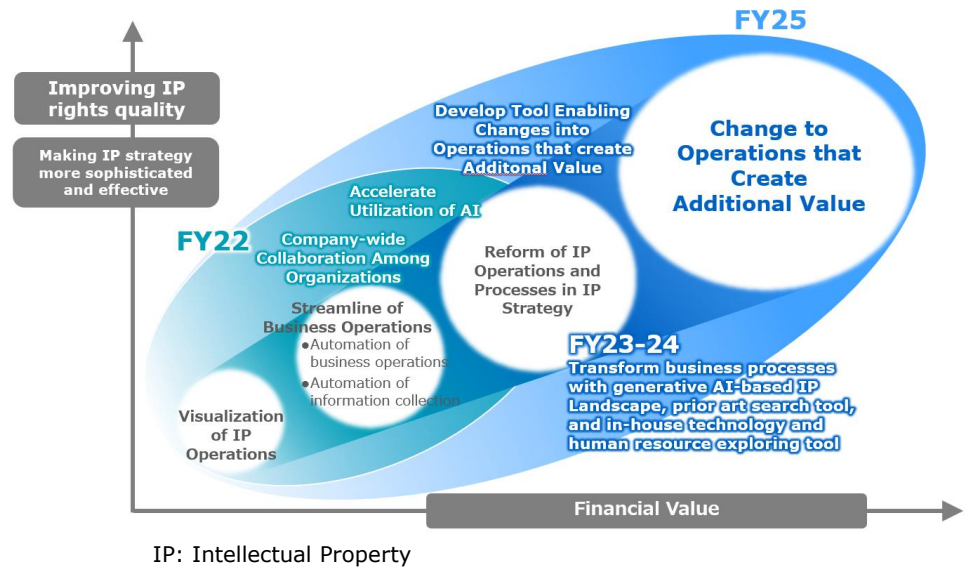 FY25
Improving IP
rights quality
Making IP strategy
more sophisticated
and effective
Develop Tool Enabling
Changes into
Operations that create
Additonal Value
Change to
Operations that
Create
Additional Value
Accelerate
Utilization of AI
FY22
Company-wide
Collaboration Among
Organizations
Reform of IP
Operations and
Processes in IP
Strategy
Streamline of
Business Operations
●Automation of
business operations
●Automation of
information collection
FY23-24
Transform business processes
with generative AI-based IP
Landscape, prior art search tool,
and in-house technology and
human resource exploring tool
Visualization
of IP
Operations
Financial Value
IP: Intellectual Property